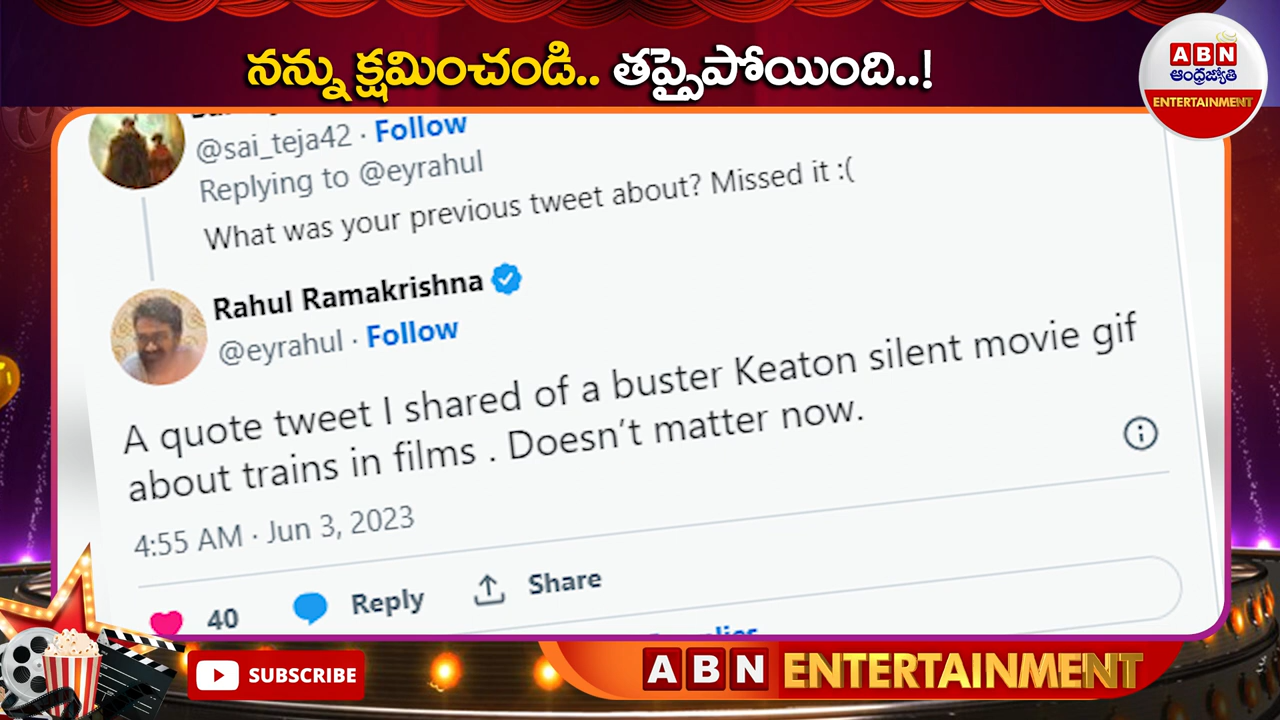 నన్ను క్షమించండి.. తప్పైపోయింది..!
ABN
ఆంధ్రజ్యోతి
ENTERTAINMENT
@sai_teja42 · Follow
Replying to @eyrahul
What was your previous tweet about? Missed it :(
Rahul Ramakrishna
@eyrahul · Follow
A quote tweet I shared of a buster Keaton silent movie gif
about trains in films . Doesn't matter now.
4:55 AM · Jun 3, 2023
40 Reply Share
SUBSCRIBE
ABN ENTERTAINMENT